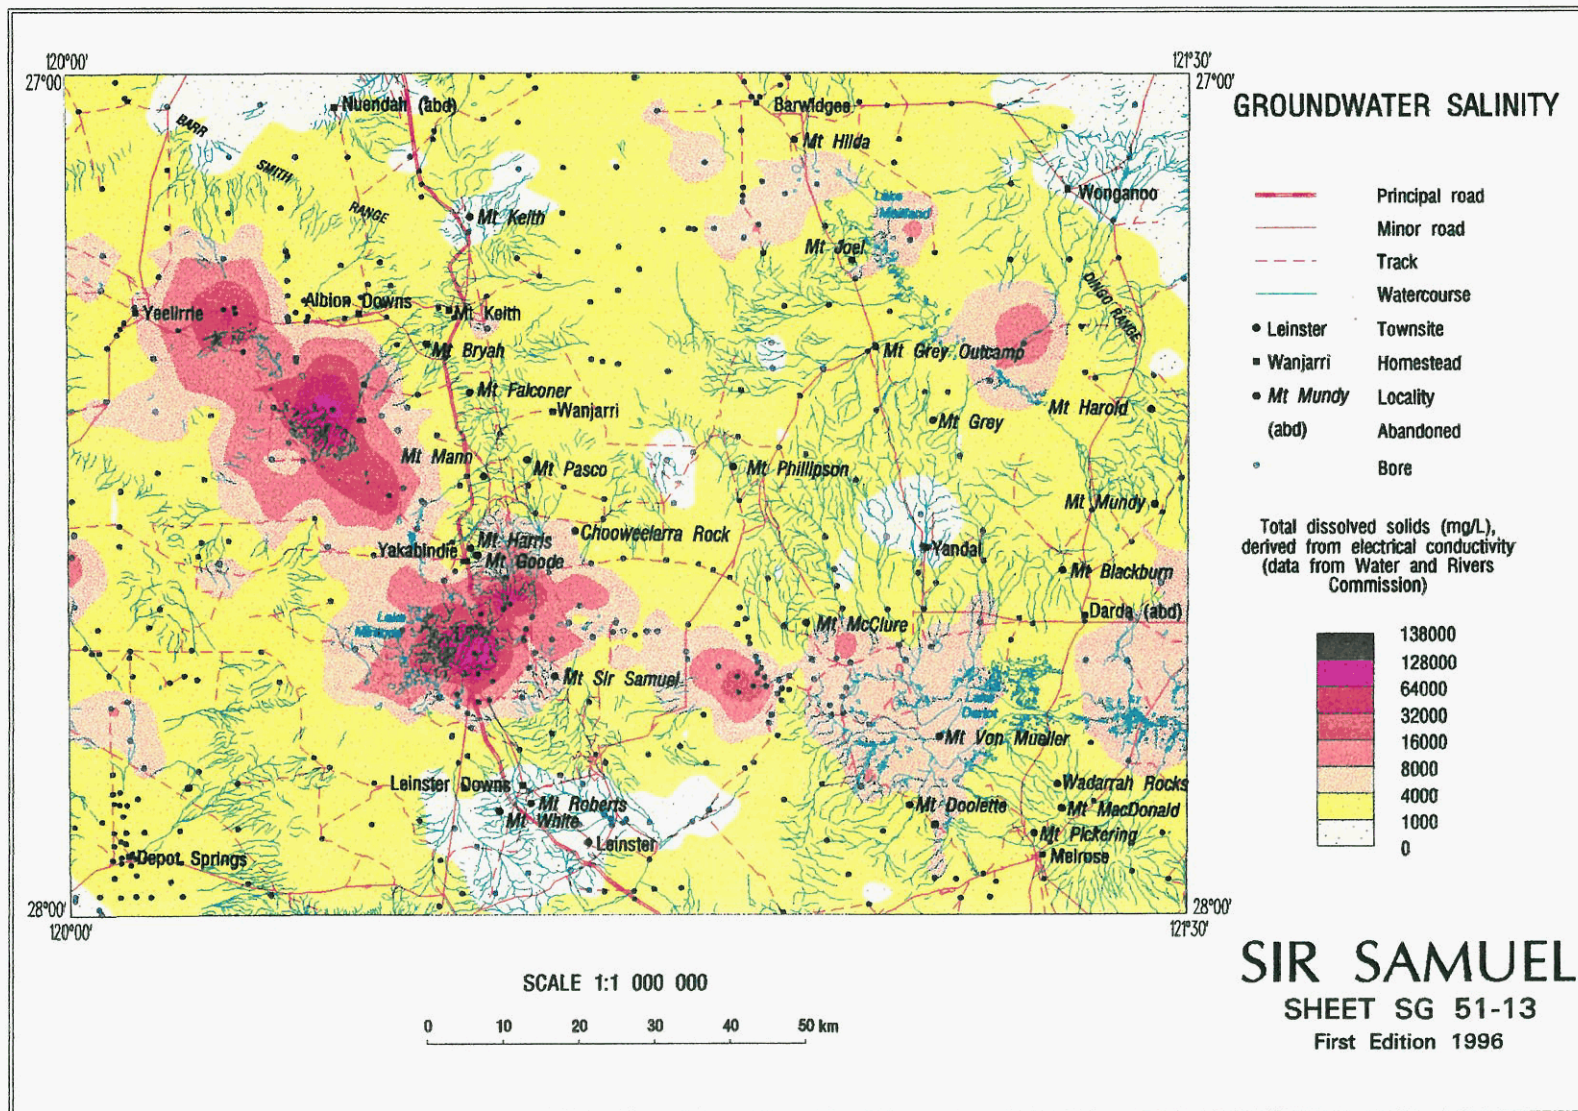 120°00'
27°00'
121°30'
27°00'
Nuendah (abd)
Barwidgee
BARR
SMITH
RANGE
Mt Hilda
Wonganoo
Lake
Maitland
Mt Keith
Mt Joel
DINGO RANGE
Yeelirrie
Albion Downs
Mt Keith
Mt Bryah
Mt Grey Outcamp
Mt Falconer
Wanjarri
Mt Harold
Mt Grey
Mt Mann
Mt Pasco
Mt Phillipson
Mt Mundy
Chooweelarra Rock
Yakabindie
Mt Harris
Mt Goode
Yandal
Mt Blackburn
Darda (abd)
Lake
Miranda
Mt McClure
Mt Sir Samuel
Lake
Darlot
Mt Von Mueller
Leinster Downs
Wadarrah Rocks
Mt Roberts
Mt White
Mt Doolette
Mt MacDonald
Mt Pickering
Leinster
Melrose
Depot Springs
28°00'
120°00'
28°00'
121°30'
GROUNDWATER SALINITY
Principal road
Minor road
Track
Watercourse
Leinster Townsite
Wanjarri Homestead
Mt Mundy Locality
(abd) Abandoned
Bore
Total dissolved solids (mg/L),
derived from electrical conductivity
(data from Water and Rivers
Commission)
138000
128000
64000
32000
16000
8000
4000
1000
0
SCALE 1:1 000 000
0 10 20 30 40 50 km
SIR SAMUEL
SHEET SG 51-13
First Edition 1996